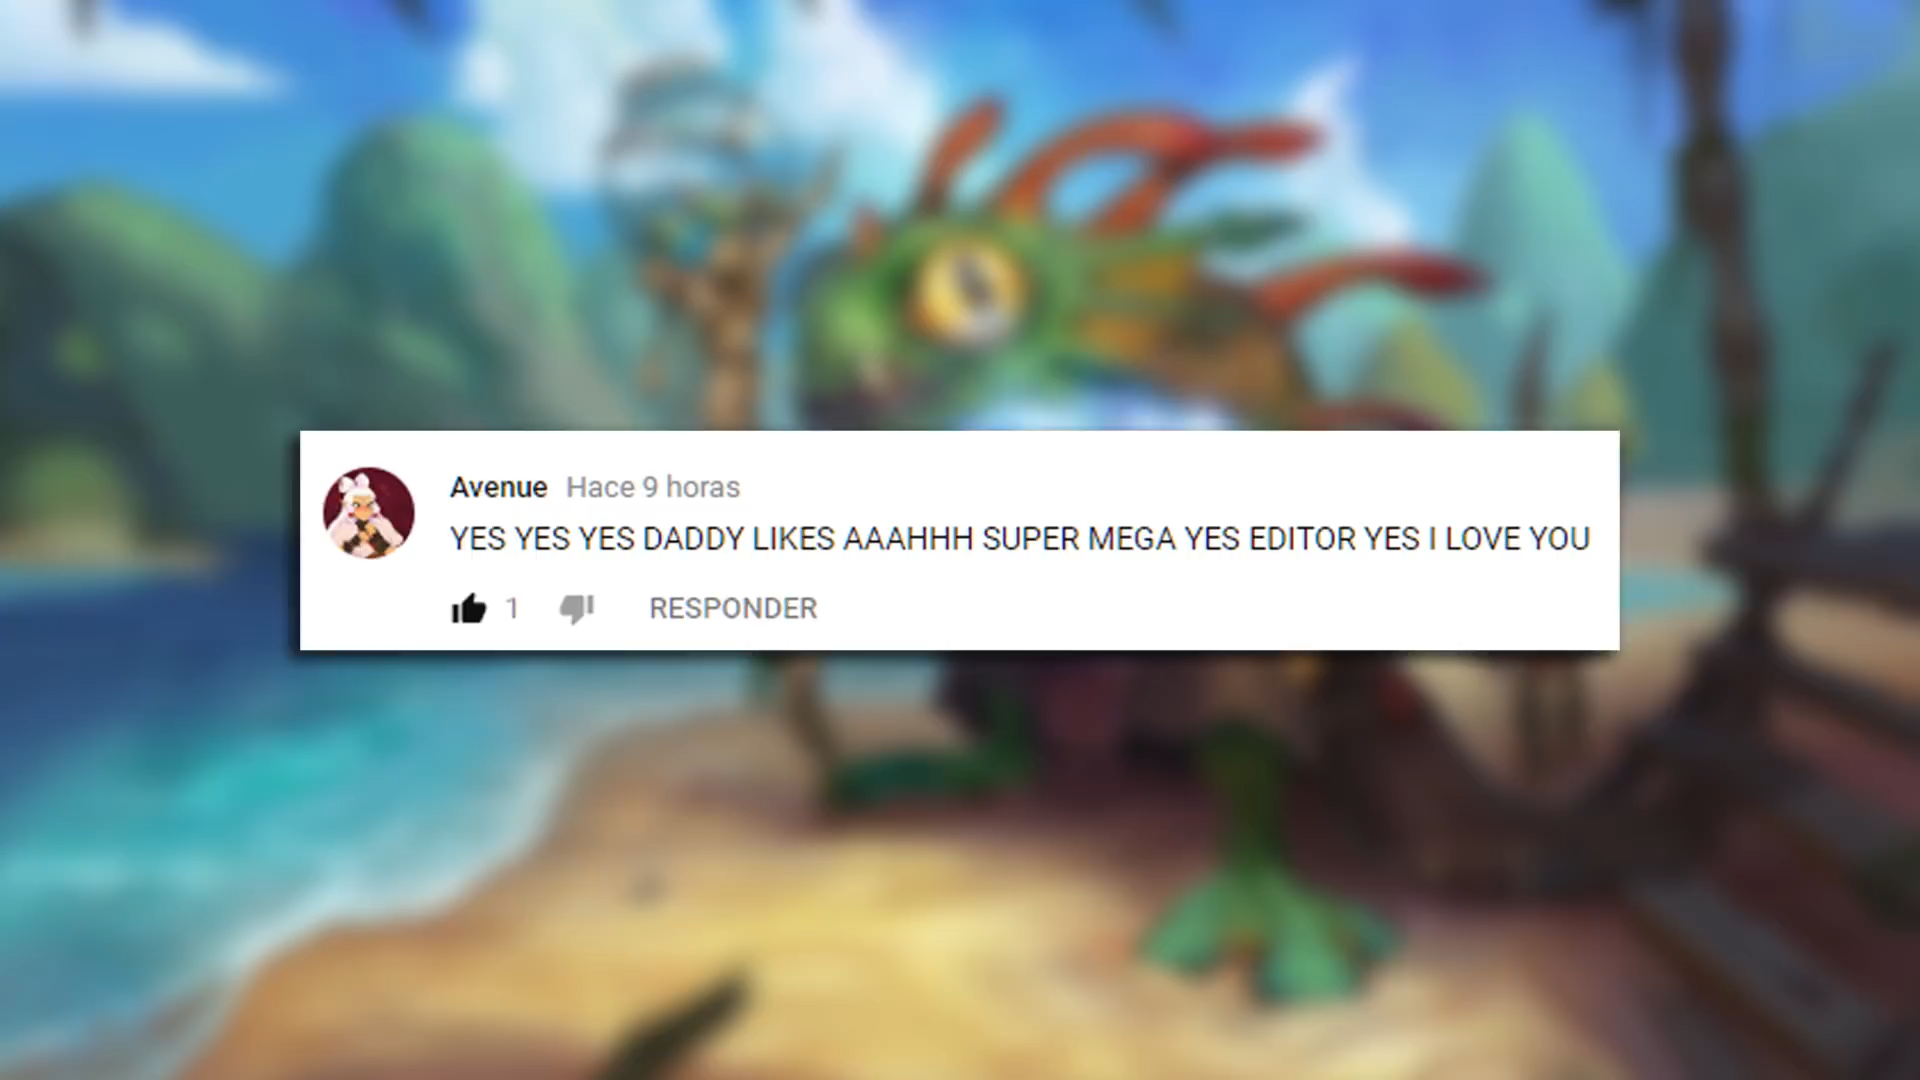 Avenue Hace 9 horas
YES YES YES DADDY LIKES AAAHHH SUPER MEGA YES EDITOR YES I LOVE YOU
1 RESPONDER